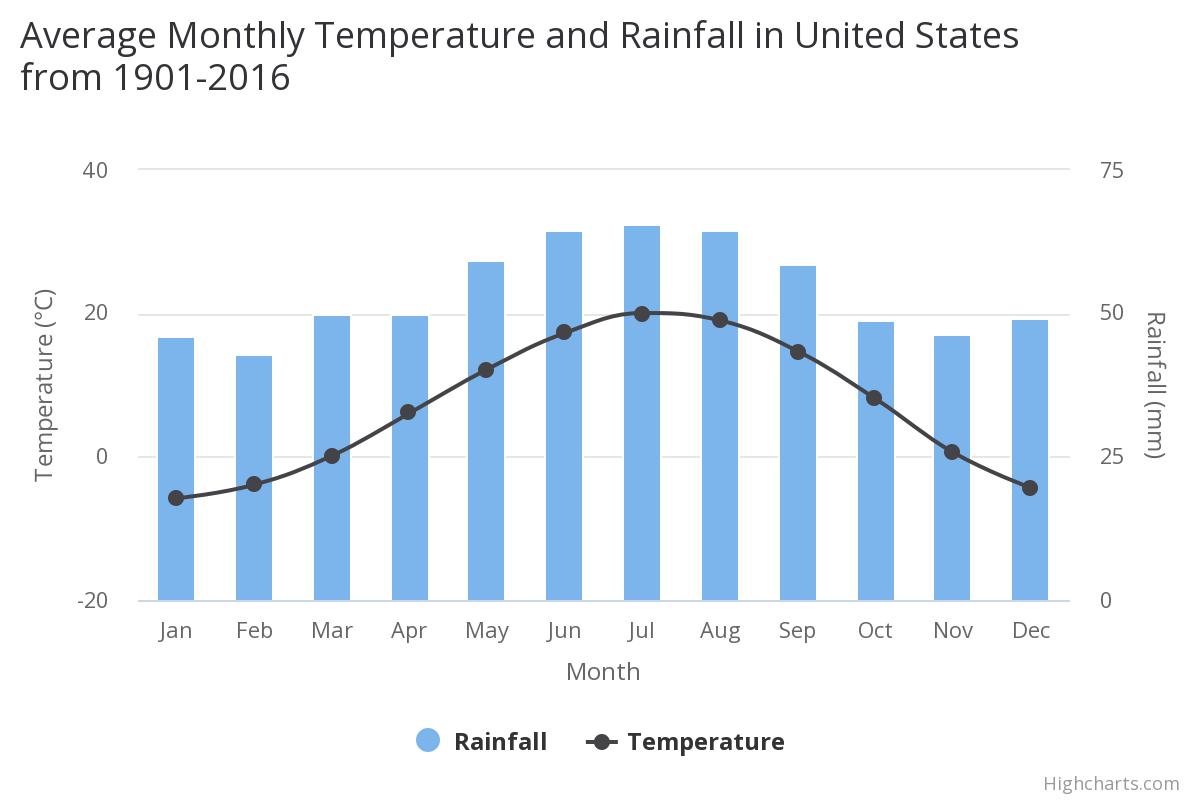 Average Monthly Temperature and Rainfall in United States
from 1901-2016
40
20
0
-20
Temperature (°C)
75
50
25
0
Rainfall (mm)
Jan Feb Mar Apr May Jun Jul Aug Sep Oct Nov Dec
Month
Rainfall Temperature
Highcharts.com